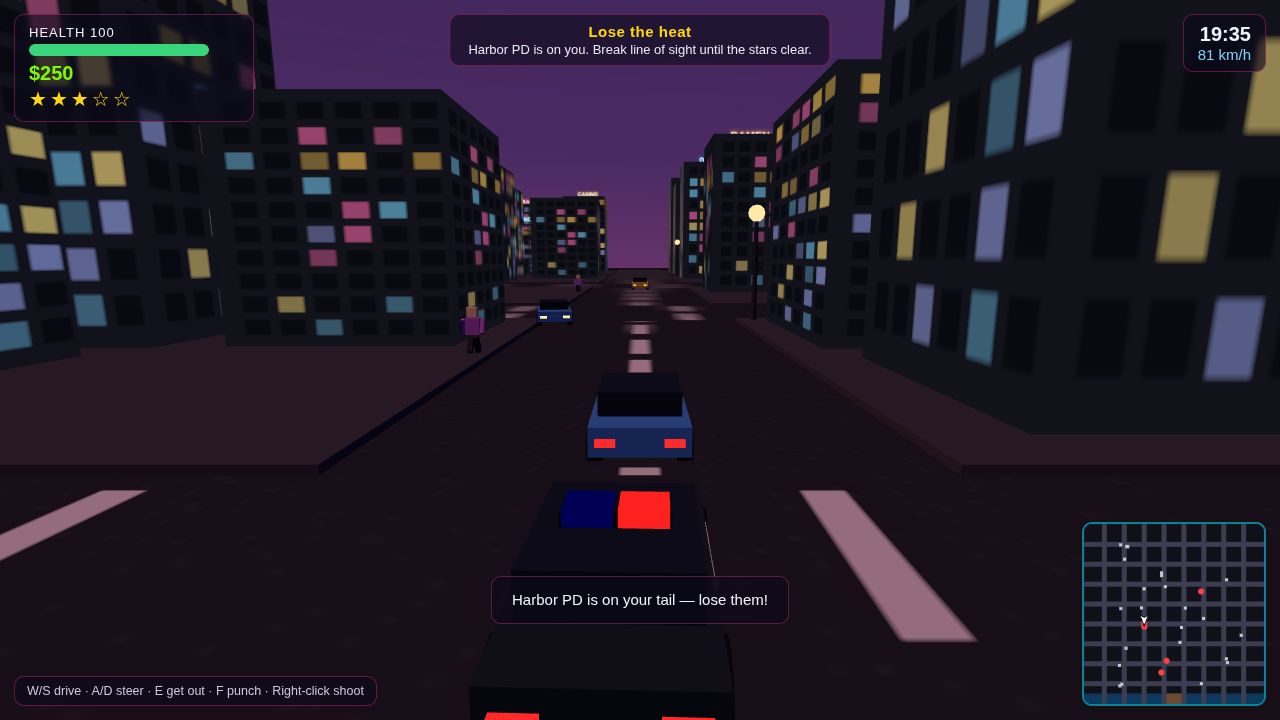 HEALTH 100
$250
★★★☆☆
Lose the heat
Harbor PD is on you. Break line of sight until the stars clear.
19:35
81 km/h
RAMEN
CASINO
Harbor PD is on your tail — lose them!
W/S drive · A/D steer · E get out · F punch · Right-click shoot